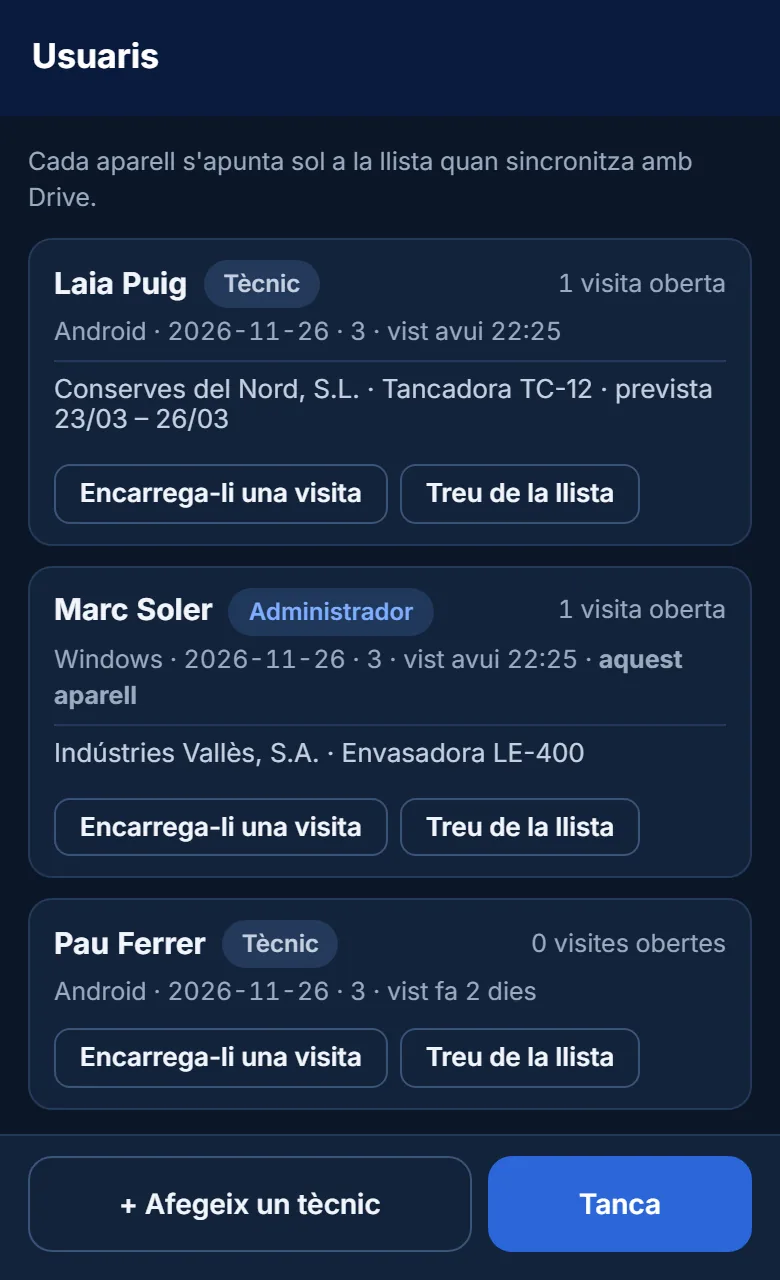 Usuaris
Cada aparell s'apunta sol a la llista quan sincronitza amb
Drive.
Laia Puig Tècnic 1 visita oberta
Android · 2026-11-26 · 3 · vist avui 22:25
Conserves del Nord, S.L. · Tancadora TC-12 · prevista
23/03 – 26/03
Encarrega-li una visita Treu de la llista
Marc Soler Administrador 1 visita oberta
Windows · 2026-11-26 · 3 · vist avui 22:25 · aquest
aparell
Indústries Vallès, S.A. · Envasadora LE-400
Encarrega-li una visita Treu de la llista
Pau Ferrer Tècnic 0 visites obertes
Android · 2026-11-26 · 3 · vist fa 2 dies
Encarrega-li una visita Treu de la llista
+ Afegeix un tècnic Tanca